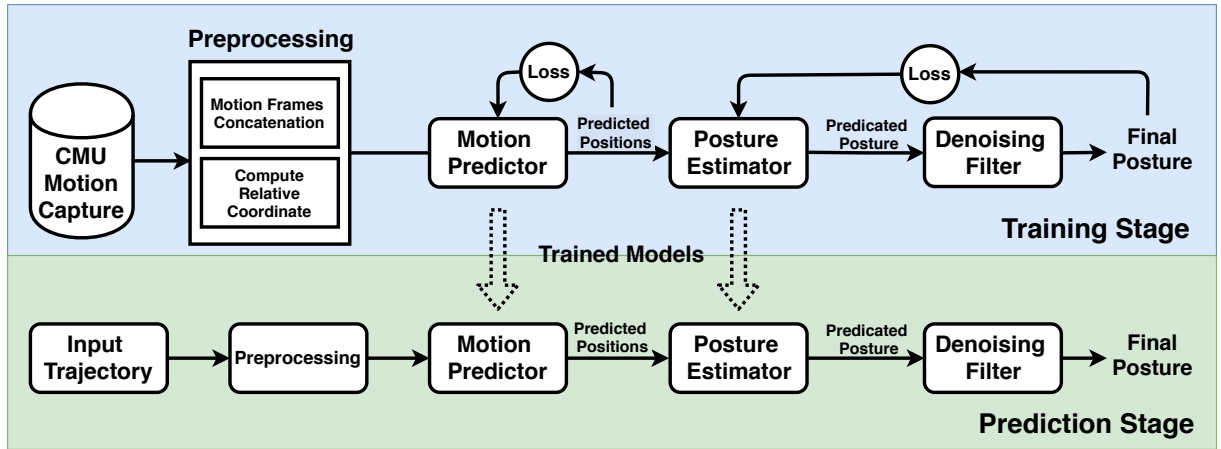 Preprocessing
Motion Frames
Concatenation
Compute
Relative
Coordinate
CMU
Motion
Capture
Loss
Motion
Predictor
Predicted
Positions
Loss
Posture
Estimator
Predicated
Posture
Denoising
Filter
Final
Posture
Training Stage
Trained Models
Input
Trajectory
Preprocessing
Motion
Predictor
Predicted
Positions
Posture
Estimator
Predicated
Posture
Denoising
Filter
Final
Posture
Prediction Stage